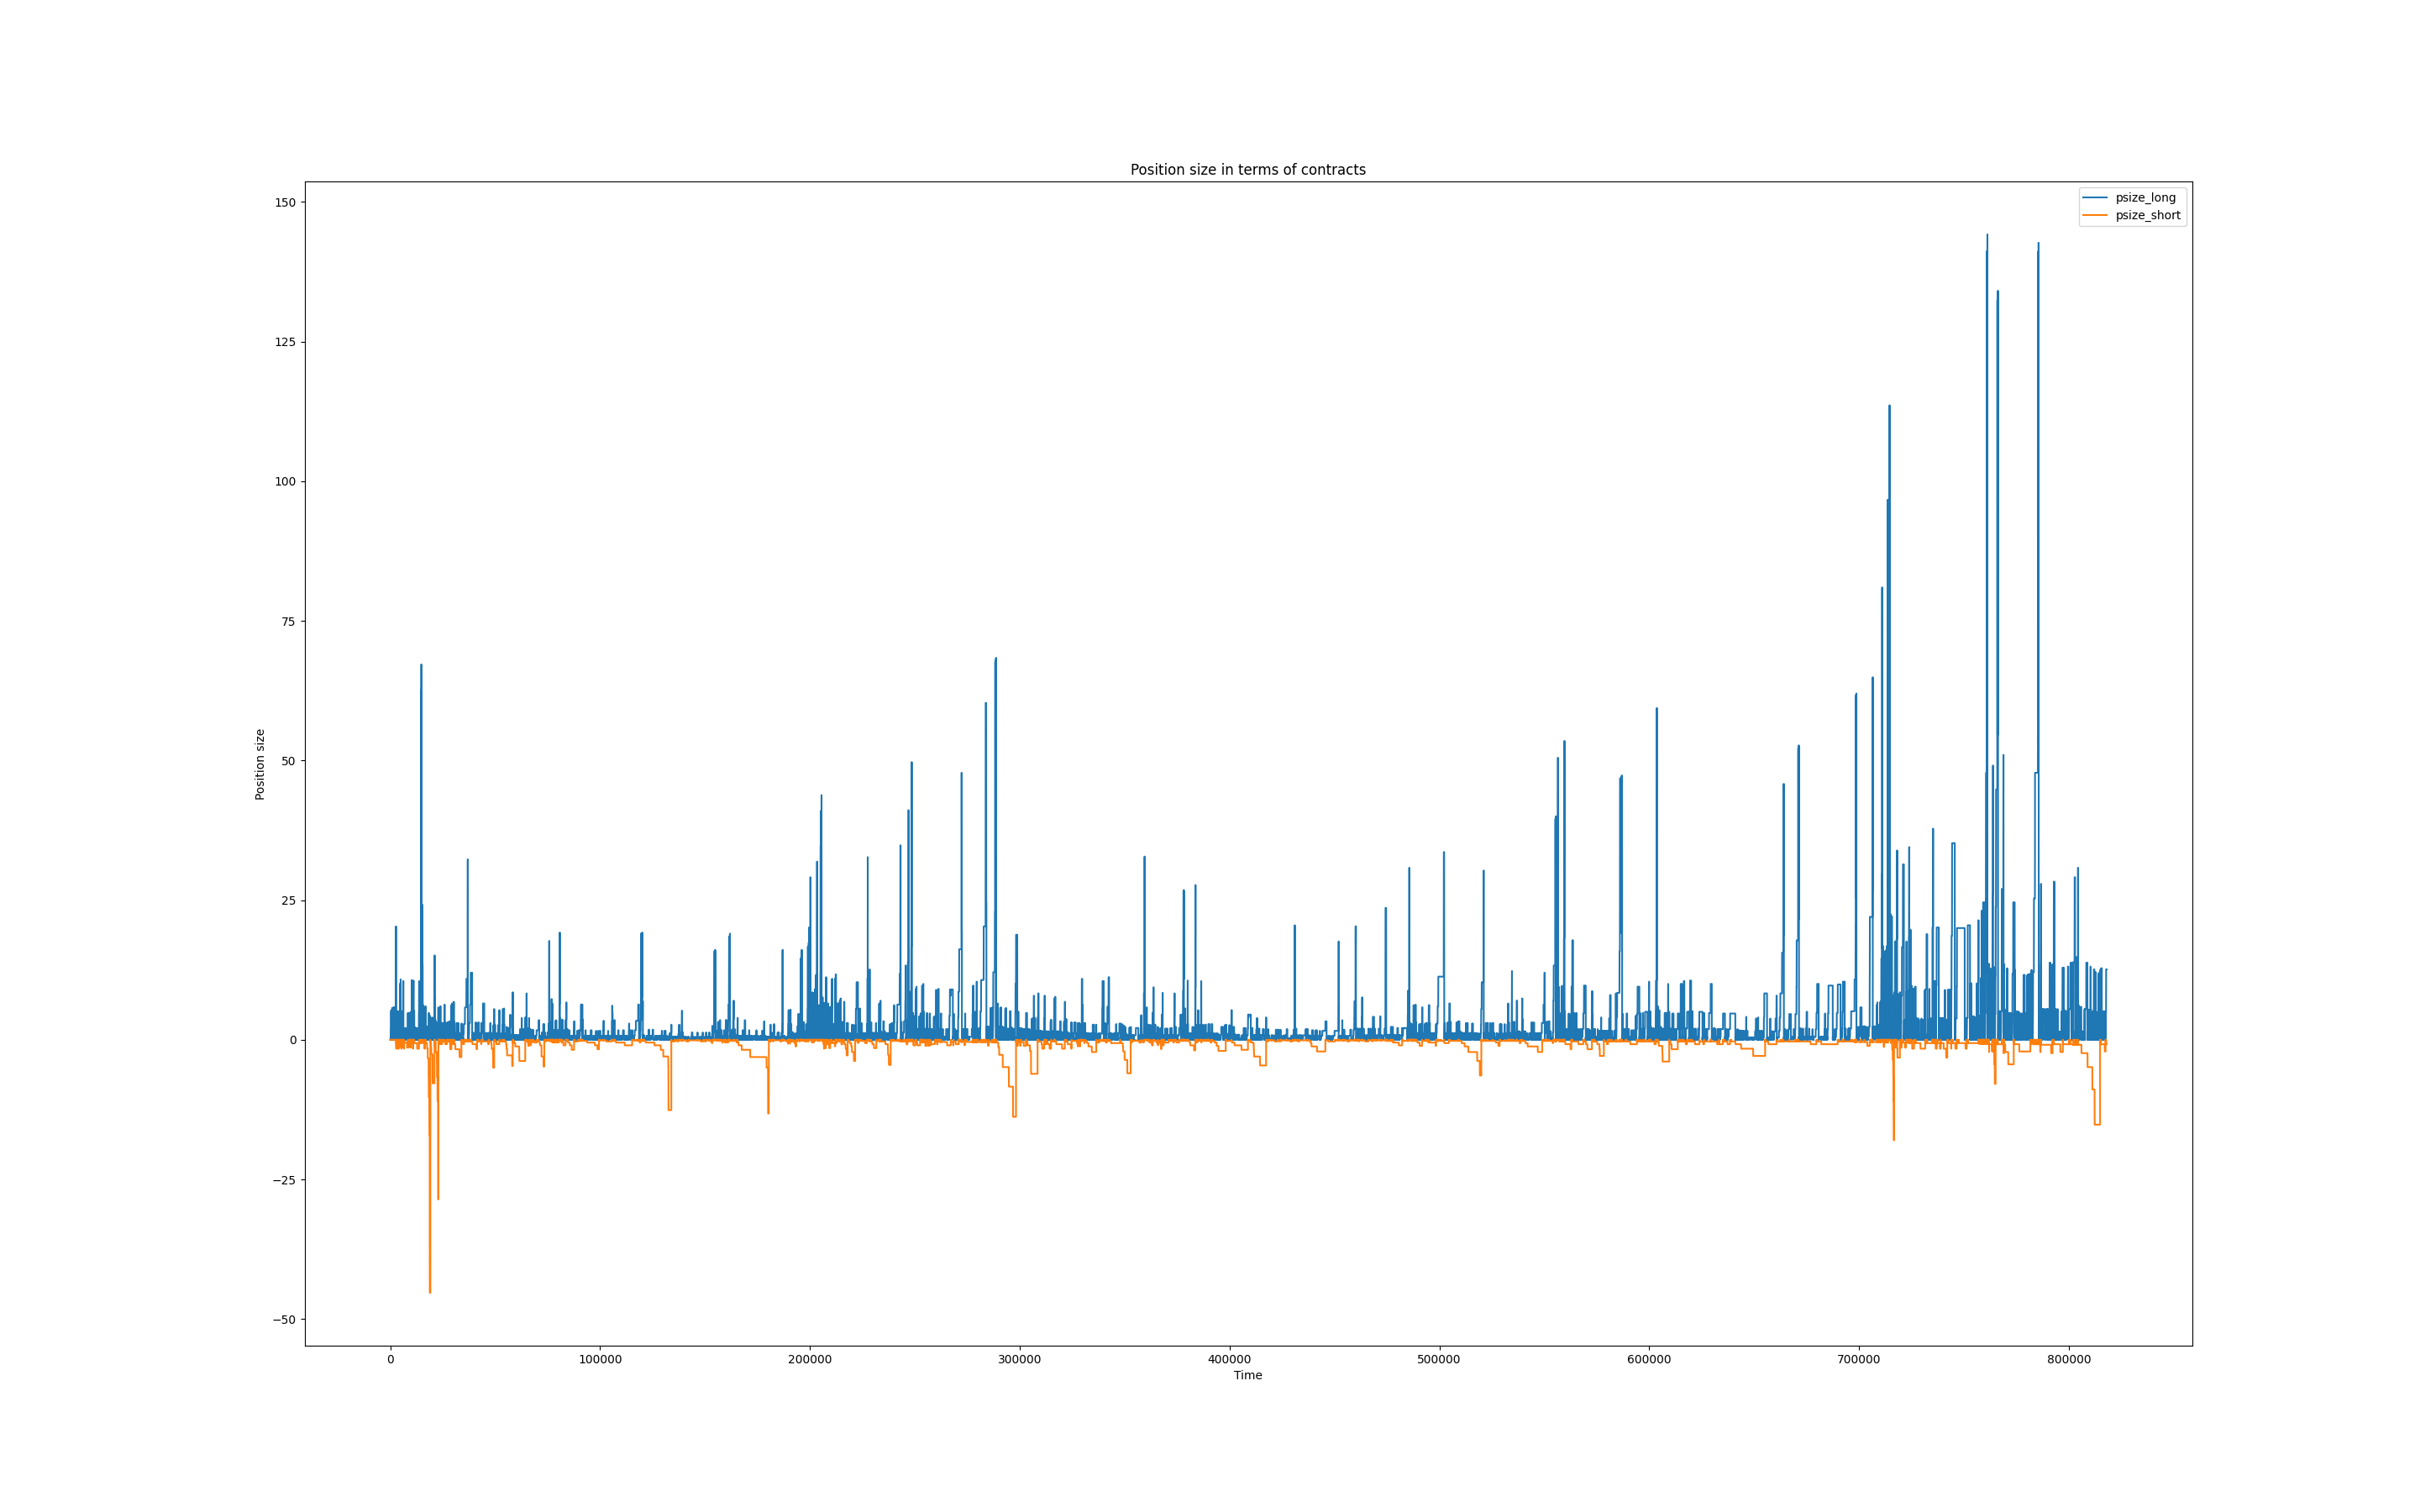 Position size in terms of contracts
psize_long
psize_short
150
125
100
75
50
25
0
−25
−50
Position size
0 100000 200000 300000 400000 500000 600000 700000 800000
Time